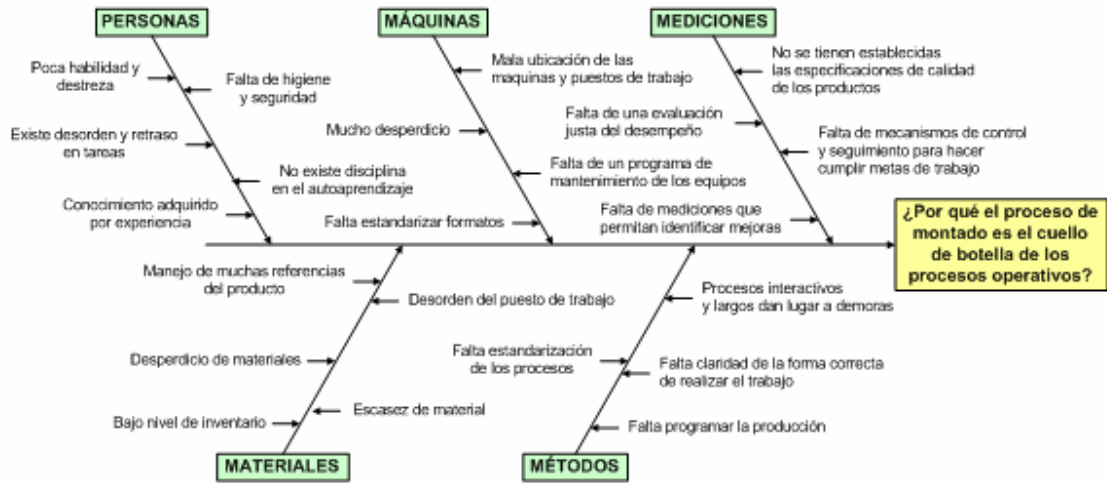 PERSONAS
MÁQUINAS
MEDICIONES
Poca habilidad y
destreza
Falta de higiene
y seguridad
Existe desorden y retraso
en tareas
No existe disciplina
en el autoaprendizaje
Conocimiento adquirido
por experiencia
Mala ubicación de las
maquinas y puestos de trabajo
Mucho desperdicio
Falta de un programa de
mantenimiento de los equipos
Falta estandarizar formatos
No se tienen establecidas
las especificaciones de calidad
de los productos
Falta de una evaluación
justa del desempeño
Falta de mecanismos de control
y seguimiento para hacer
cumplir metas de trabajo
Falta de mediciones que
permitan identificar mejoras
¿Por qué el proceso de
montado es el cuello
de botella de los
procesos operativos?
Manejo de muchas referencias
del producto
Desorden del puesto de trabajo
Desperdicio de materiales
Escasez de material
Bajo nivel de inventario
Procesos interactivos
y largos dan lugar a demoras
Falta estandarización
de los procesos
Falta claridad de la forma correcta
de realizar el trabajo
Falta programar la producción
MATERIALES
MÉTODOS